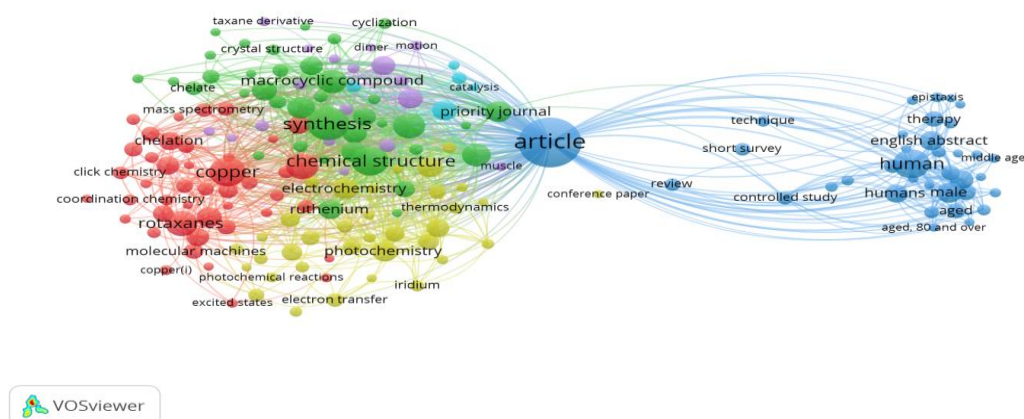 taxane derivative
cyclization
crystal structure
dimer
motion
chelate
macrocyclic compound
catalysis
mass spectrometry
priority journal
synthesis
chelation
article
click chemistry
copper
chemical structure
muscle
coordination chemistry
electrochemistry
conference paper
rotaxanes
ruthenium
thermodynamics
molecular machines
photochemistry
copper(i)
photochemical reactions
iridium
excited states
electron transfer
epistaxis
technique
therapy
short survey
english abstract
human
middle age
review
controlled study
humans
male
aged
aged, 80 and over
VOSviewer